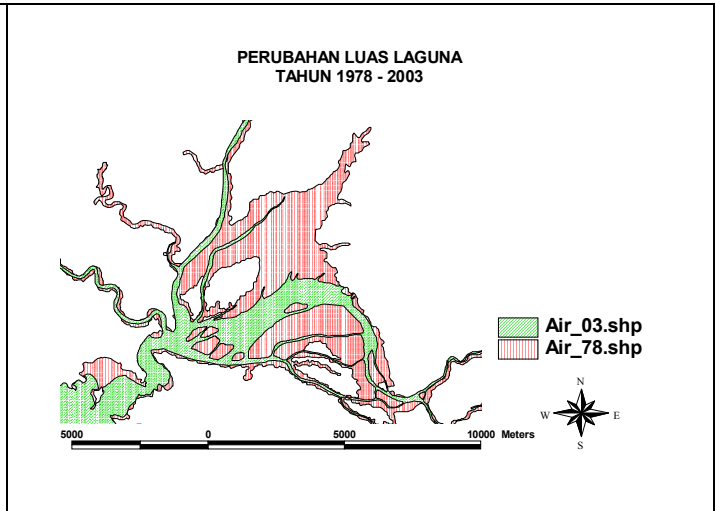 PERUBAHAN LUAS LAGUNA
TAHUN 1978 - 2003
Air_03.shp
Air_78.shp
N
W E
S
5000 0 5000 10000 Meters